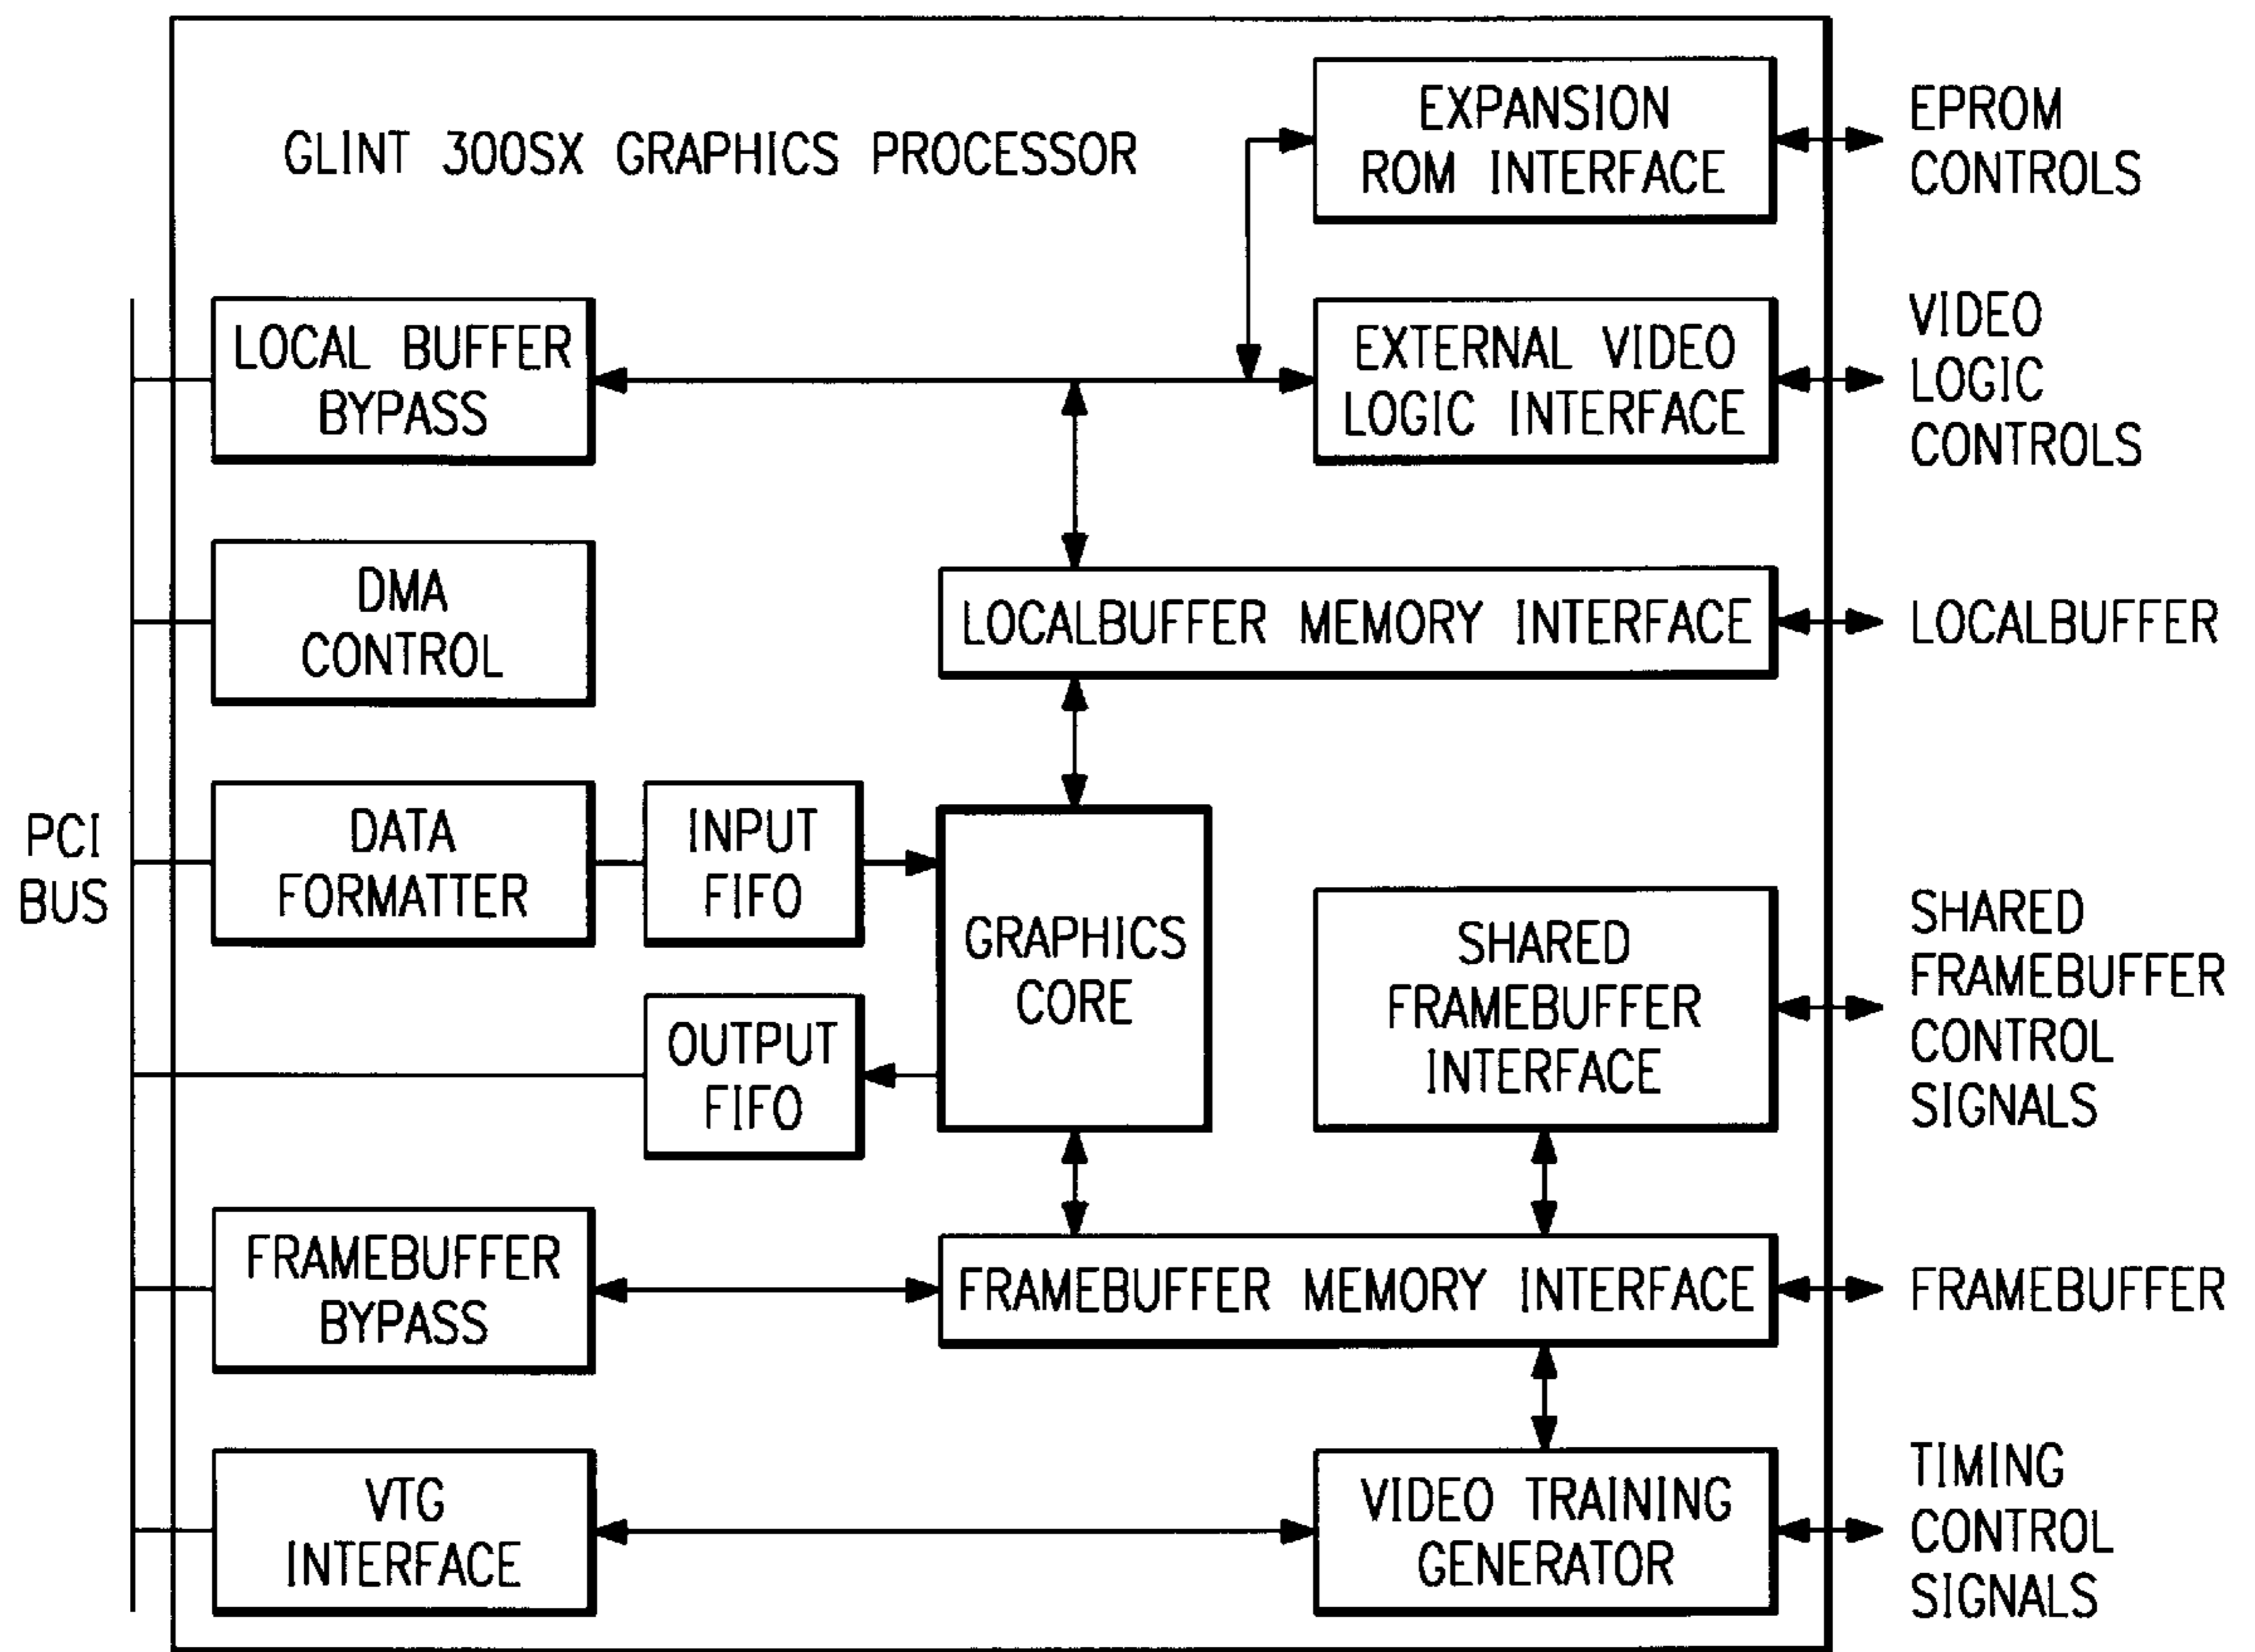 GLINT 300SX GRAPHICS PROCESSOR
EXPANSION
ROM INTERFACE
EPROM
CONTROLS
LOCAL BUFFER
BYPASS
EXTERNAL VIDEO
LOGIC INTERFACE
VIDEO
LOGIC
CONTROLS
DMA
CONTROL
LOCALBUFFER MEMORY INTERFACE
LOCALBUFFER
PCI
BUS
DATA
FORMATTER
INPUT
FIFO
GRAPHICS
CORE
OUTPUT
FIFO
SHARED
FRAMEBUFFER
INTERFACE
SHARED
FRAMEBUFFER
CONTROL
SIGNALS
FRAMEBUFFER
BYPASS
FRAMEBUFFER MEMORY INTERFACE
FRAMEBUFFER
VTG
INTERFACE
VIDEO TRAINING
GENERATOR
TIMING
CONTROL
SIGNALS